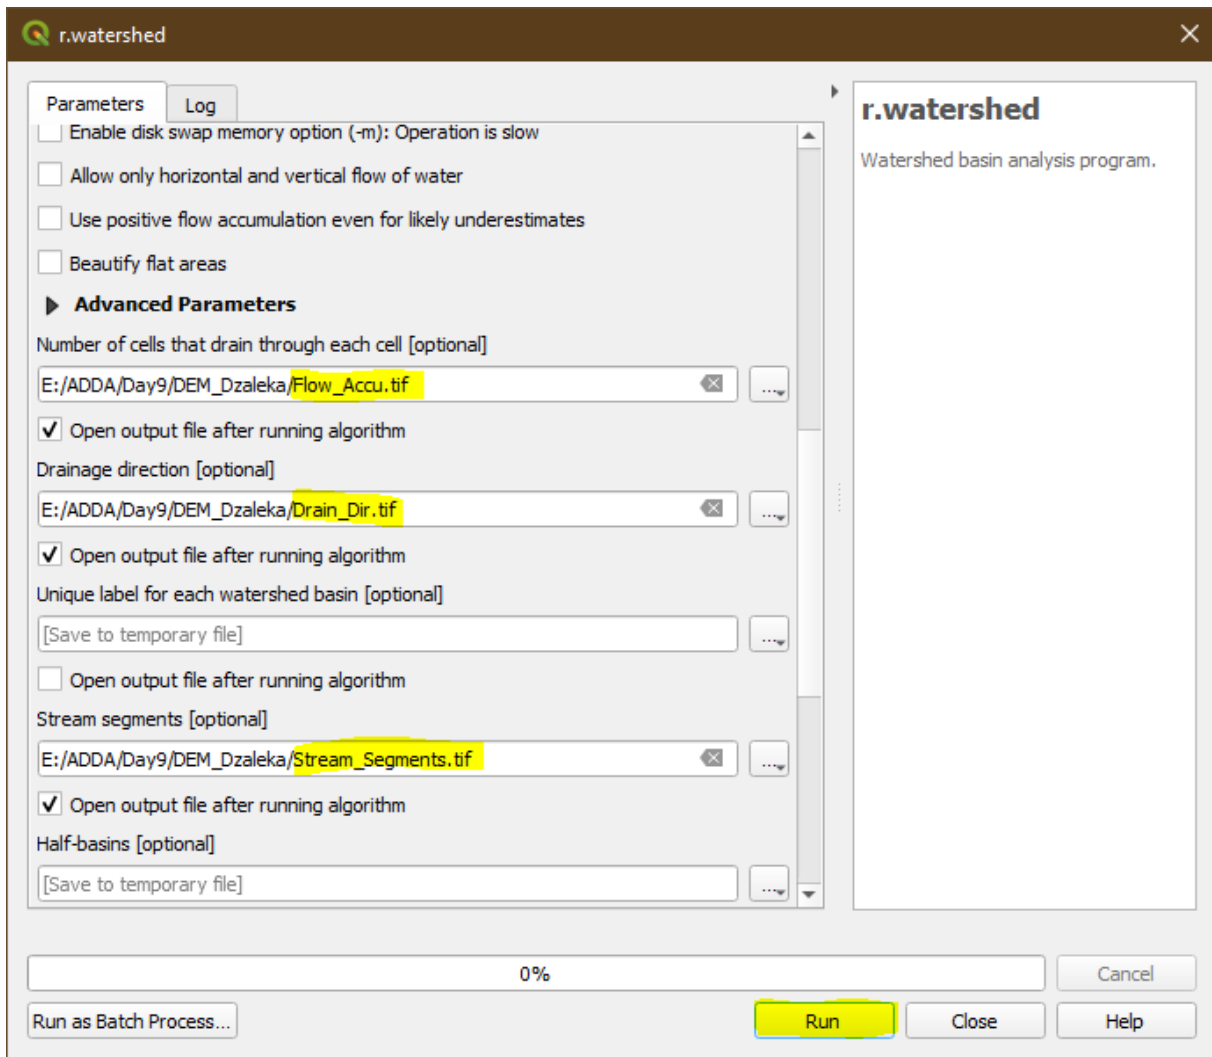 r.watershed
Parameters
Log
Enable disk swap memory option (-m): Operation is slow
Allow only horizontal and vertical flow of water
Use positive flow accumulation even for likely underestimates
Beautify flat areas
Advanced Parameters
Number of cells that drain through each cell [optional]
E:/ADDA/Day9/DEM_Dzaleka/Flow_Accu.tif
...
Open output file after running algorithm
Drainage direction [optional]
E:/ADDA/Day9/DEM_Dzaleka/Drain_Dir.tif
...
Open output file after running algorithm
Unique label for each watershed basin [optional]
[Save to temporary file]
...
Open output file after running algorithm
Stream segments [optional]
E:/ADDA/Day9/DEM_Dzaleka/Stream_Segments.tif
...
Open output file after running algorithm
Half-basins [optional]
[Save to temporary file]
...
r.watershed
Watershed basin analysis program.
0%
Cancel
Run as Batch Process...
Run
Close
Help